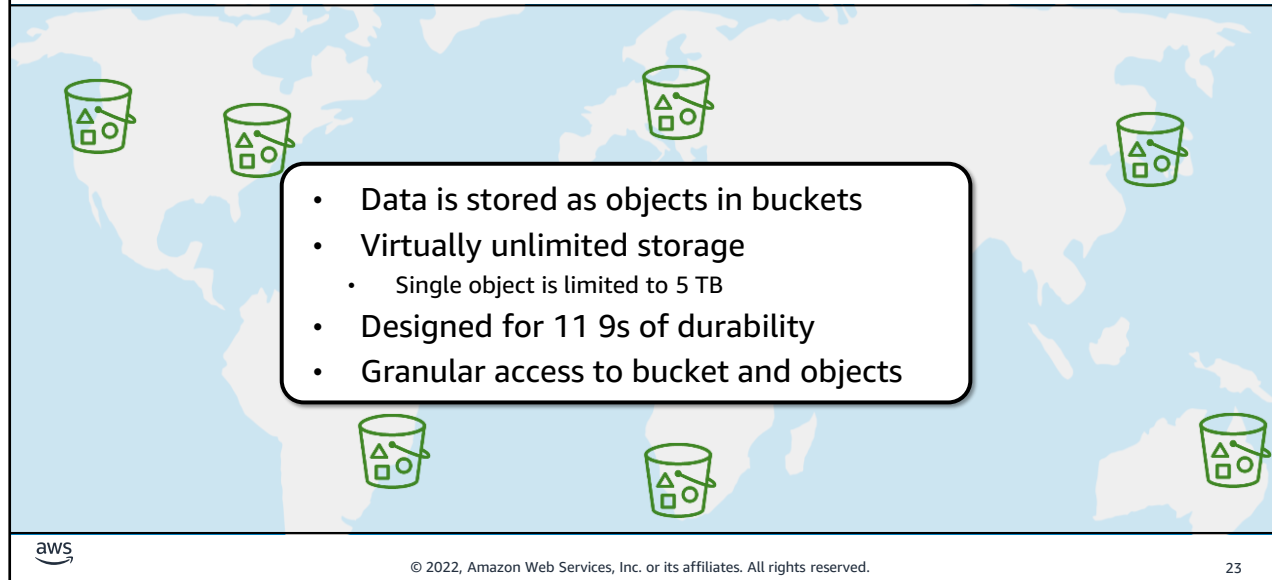 • Data is stored as objects in buckets
• Virtually unlimited storage
• Single object is limited to 5 TB
• Designed for 11 9s of durability
• Granular access to bucket and objects
aws
© 2022, Amazon Web Services, Inc. or its affiliates. All rights reserved.
23